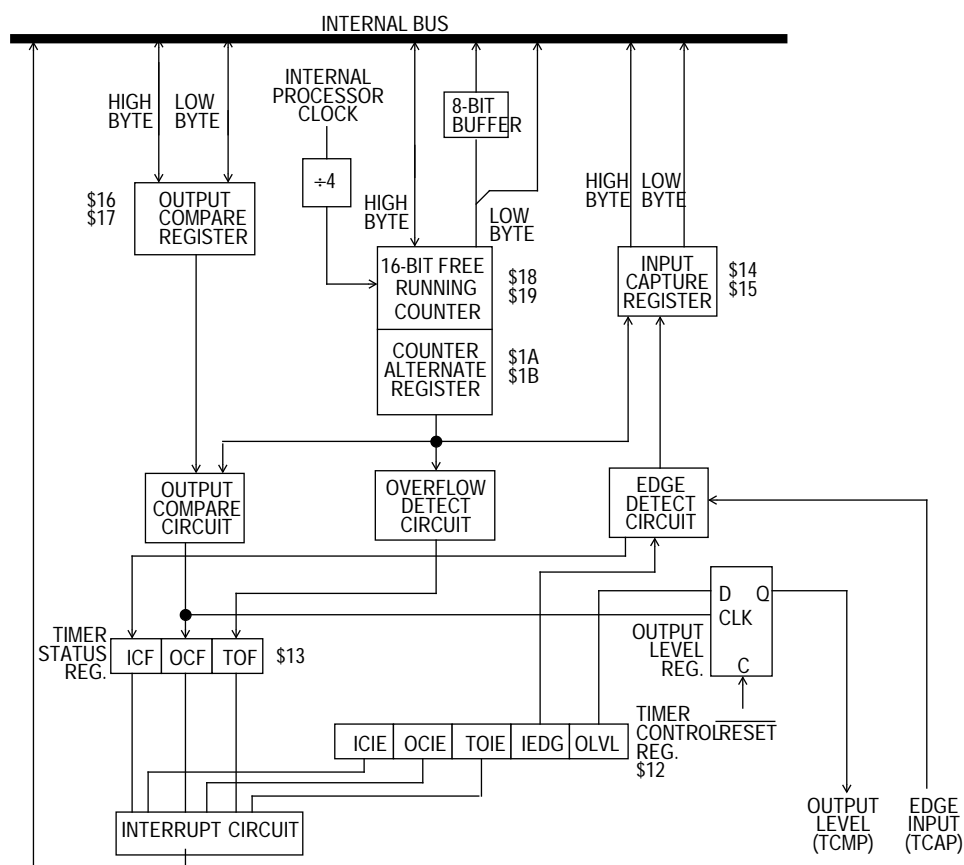 INTERNAL BUS
HIGH
BYTE
LOW
BYTE
INTERNAL
PROCESSOR
CLOCK
÷4
8-BIT
BUFFER
HIGH
BYTE
LOW
BYTE
HIGH
BYTE
LOW
BYTE
$16
$17
OUTPUT
COMPARE
REGISTER
16-BIT FREE
RUNNING
COUNTER
$18
$19
COUNTER
ALTERNATE
REGISTER
$1A
$1B
INPUT
CAPTURE
REGISTER
$14
$15
OUTPUT
COMPARE
CIRCUIT
OVERFLOW
DETECT
CIRCUIT
EDGE
DETECT
CIRCUIT
D Q
CLK
C
OUTPUT
LEVEL
REG.
RESET
TIMER
STATUS
REG.
ICF OCF TOF $13
ICIE OCIE TOIE IEDG OLVL
TIMER
CONTROL
REG.
$12
INTERRUPT CIRCUIT
OUTPUT
LEVEL
(TCMP)
EDGE
INPUT
(TCAP)